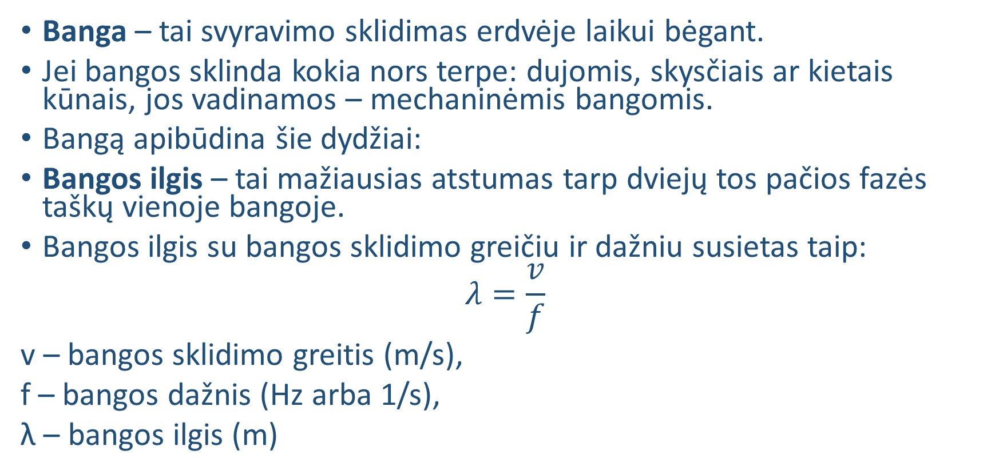 • Banga – tai svyravimo sklidimas erdvėje laikui bėgant.
• Jei bangos sklinda kokia nors terpe: dujomis, skysčiais ar kietais
kūnais, jos vadinamos – mechaninėmis bangomis.
• Bangą apibūdina šie dydžiai:
• Bangos ilgis – tai mažiausias atstumas tarp dviejų tos pačios fazės
taškų vienoje bangoje.
• Bangos ilgis su bangos sklidimo greičiu ir dažniu susietas taip:
λ = v/f
v – bangos sklidimo greitis (m/s),
f – bangos dažnis (Hz arba 1/s),
λ – bangos ilgis (m)